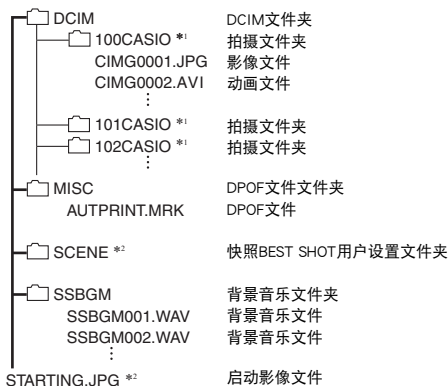 DCIM DCIM文件夹
100CASIO *1 拍摄文件夹
CIMG0001.JPG 影像文件
CIMG0002.AVI 动画文件
⋮
101CASIO *1 拍摄文件夹
102CASIO *1 拍摄文件夹
⋮
MISC DPOF文件文件夹
AUTPRINT.MRK DPOF文件
SCENE *2 快照BEST SHOT用户设置文件夹
SSBGM 背景音乐文件夹
SSBGM001.WAV 背景音乐文件
SSBGM002.WAV 背景音乐文件
⋮
STARTING.JPG *2 启动影像文件